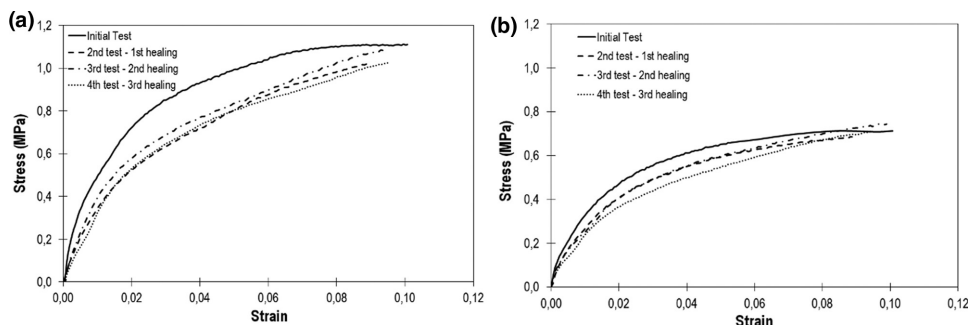 (a)
1,2
1,0
0,8
0,6
0,4
0,2
0,0
Stress (MPa)
Initial Test
2nd test - 1st healing
3rd test - 2nd healing
4th test - 3rd healing
0,00 0,02 0,04 0,06 0,08 0,10 0,12
Strain
(b)
1,2
1,0
0,8
0,6
0,4
0,2
0,0
Stress (MPa)
Initial Test
2nd test - 1st healing
3rd test - 2nd healing
4th test - 3rd healing
0,00 0,02 0,04 0,06 0,08 0,10 0,12
Strain